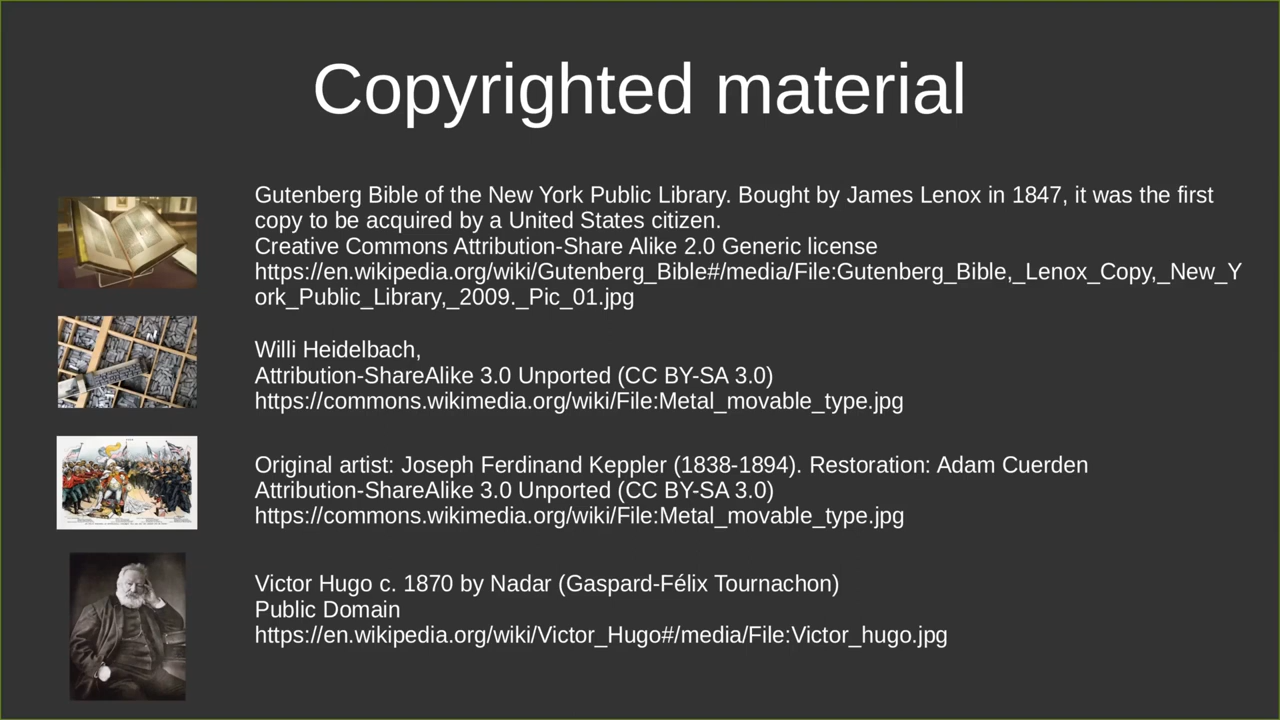 Copyrighted material
Gutenberg Bible of the New York Public Library. Bought by James Lenox in 1847, it was the first
copy to be acquired by a United States citizen.
Creative Commons Attribution-Share Alike 2.0 Generic license
https://en.wikipedia.org/wiki/Gutenberg_Bible#/media/File:Gutenberg_Bible,_Lenox_Copy,_New_Y
ork_Public_Library,_2009._Pic_01.jpg
Willi Heidelbach,
Attribution-ShareAlike 3.0 Unported (CC BY-SA 3.0)
https://commons.wikimedia.org/wiki/File:Metal_movable_type.jpg
Original artist: Joseph Ferdinand Keppler (1838-1894). Restoration: Adam Cuerden
Attribution-ShareAlike 3.0 Unported (CC BY-SA 3.0)
https://commons.wikimedia.org/wiki/File:Metal_movable_type.jpg
Victor Hugo c. 1870 by Nadar (Gaspard-Félix Tournachon)
Public Domain
https://en.wikipedia.org/wiki/Victor_Hugo#/media/File:Victor_hugo.jpg